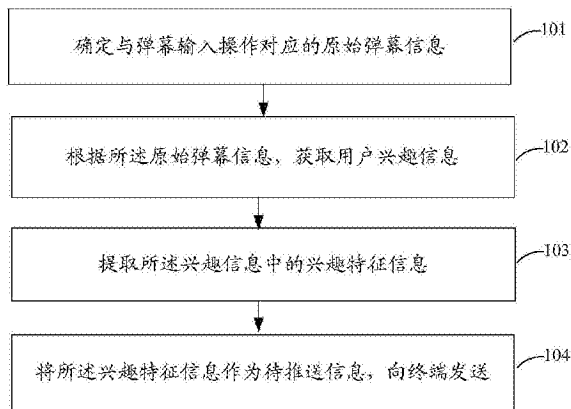 确定与弹幕输入操作对应的原始弹幕信息
101
根据所述原始弹幕信息，获取用户兴趣信息
102
提取所述兴趣信息中的兴趣特征信息
103
将所述兴趣特征信息作为待推送信息，向终端发送
104